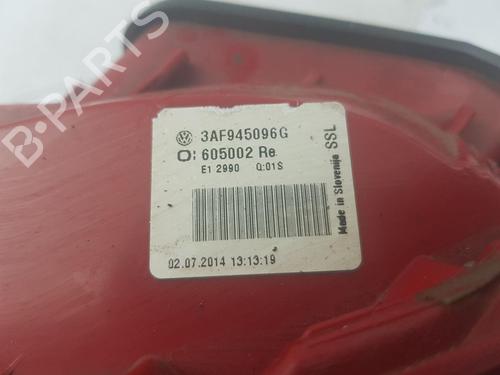 B-PARTS
3AF945096G
605002 Re.
E1 2990 Q:01S
02.07.2014 13:13:19
Made in Slovenija SSL